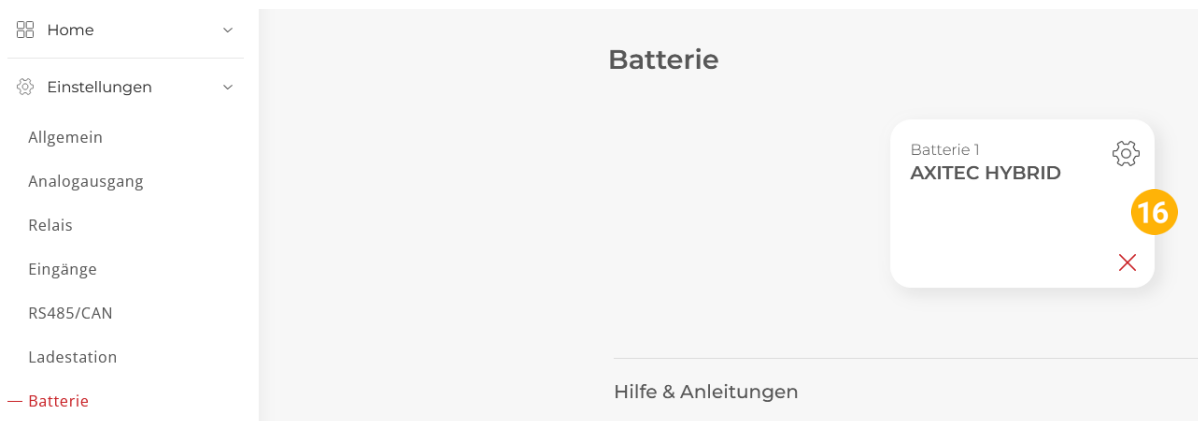 Home
Einstellungen
Allgemein
Analogausgang
Relais
Eingänge
RS485/CAN
Ladestation
Batterie
Batterie
Batterie 1
AXITEC HYBRID
16
Hilfe & Anleitungen